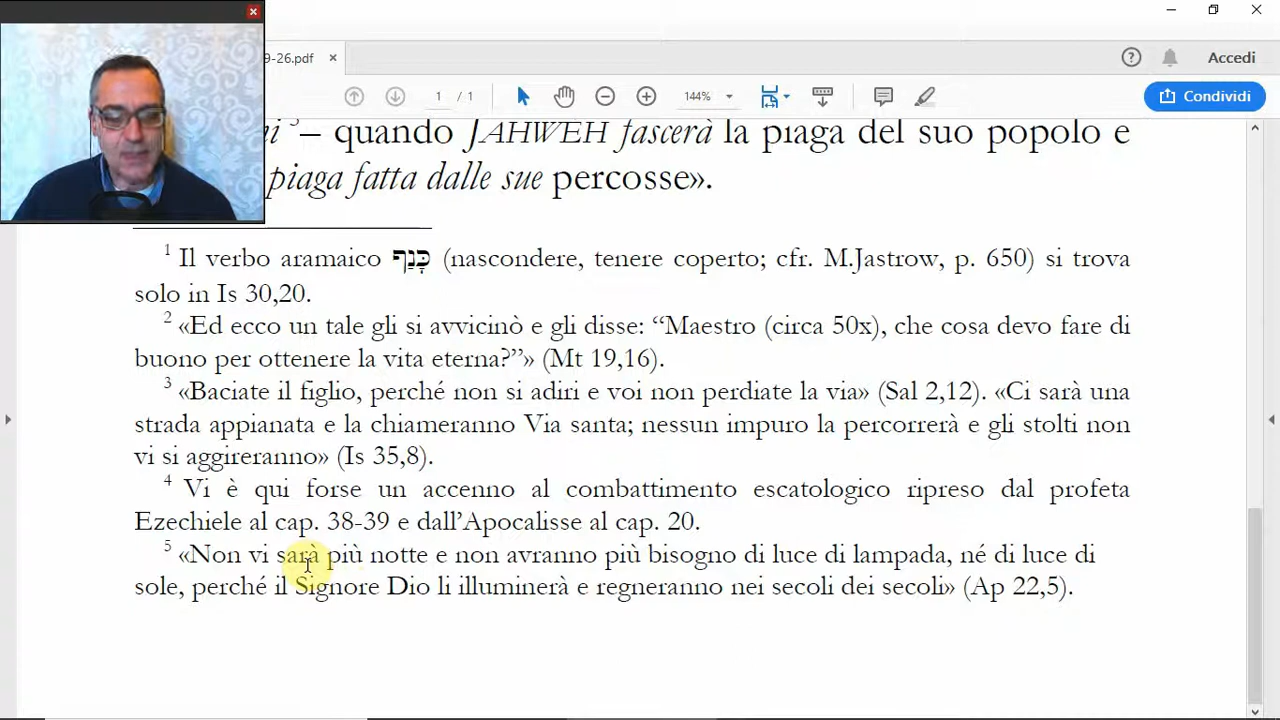 9-26.pdf
Accedi
1 / 1
144%
Condividi
– quando JAHWEH fascerà la piaga del suo popolo e
piaga fatta dalle sue percosse».
1 Il verbo aramaico כָּנַף (nascondere, tenere coperto; cfr. M.Jastrow, p. 650) si trova
solo in Is 30,20.
2 «Ed ecco un tale gli si avvicinò e gli disse: “Maestro (circa 50x), che cosa devo fare di
buono per ottenere la vita eterna?”» (Mt 19,16).
3 «Baciate il figlio, perché non si adiri e voi non perdiate la via» (Sal 2,12). «Ci sarà una
strada appianata e la chiameranno Via santa; nessun impuro la percorrerà e gli stolti non
vi si aggireranno» (Is 35,8).
4 Vi è qui forse un accenno al combattimento escatologico ripreso dal profeta
Ezechiele al cap. 38-39 e dall’Apocalisse al cap. 20.
5 «Non vi sarà più notte e non avranno più bisogno di luce di lampada, né di luce di
sole, perché il Signore Dio li illuminerà e regneranno nei secoli dei secoli» (Ap 22,5).